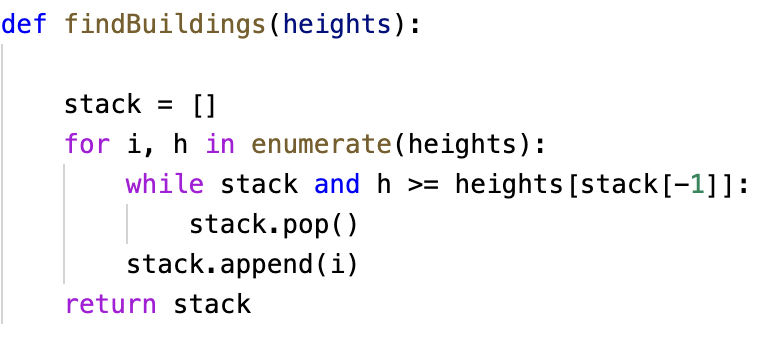 def findBuildings(heights):
    stack = []
    for i, h in enumerate(heights):
        while stack and h >= heights[stack[-1]]:
            stack.pop()
        stack.append(i)
    return stack